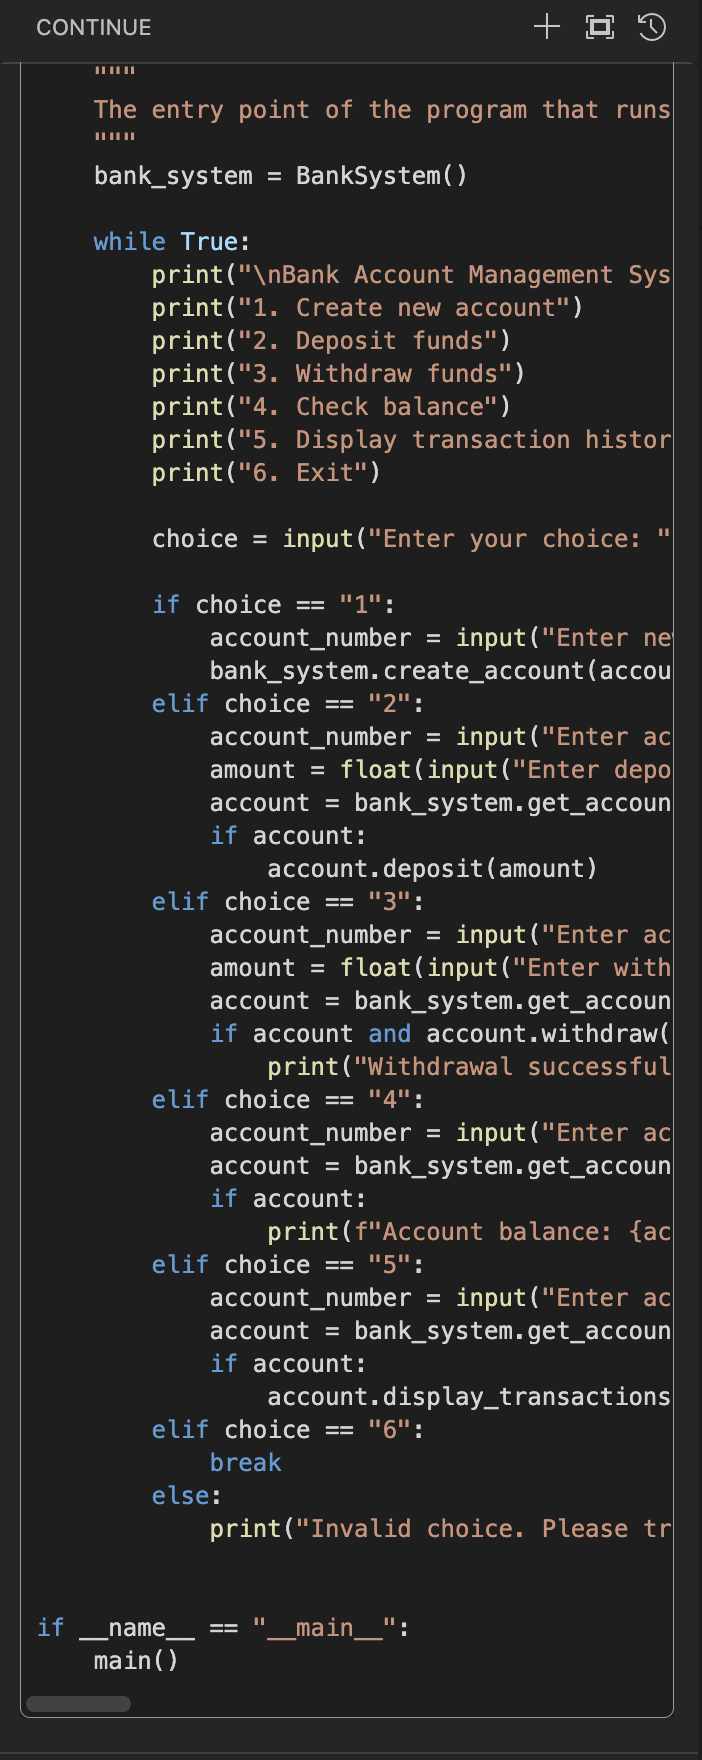 CONTINUE
"""
The entry point of the program that runs
"""
bank_system = BankSystem()
while True:
print("\nBank Account Management Sys
print("1. Create new account")
print("2. Deposit funds")
print("3. Withdraw funds")
print("4. Check balance")
print("5. Display transaction histor
print("6. Exit")
choice = input("Enter your choice: "
if choice == "1":
account_number = input("Enter ne
bank_system.create_account(accou
elif choice == "2":
account_number = input("Enter ac
amount = float(input("Enter depo
account = bank_system.get_accoun
if account:
account.deposit(amount)
elif choice == "3":
account_number = input("Enter ac
amount = float(input("Enter with
account = bank_system.get_accoun
if account and account.withdraw(
print("Withdrawal successful
elif choice == "4":
account_number = input("Enter ac
account = bank_system.get_accoun
if account:
print(f"Account balance: {ac
elif choice == "5":
account_number = input("Enter ac
account = bank_system.get_accoun
if account:
account.display_transactions
elif choice == "6":
break
else:
print("Invalid choice. Please tr
if __name__ == "__main__":
main()